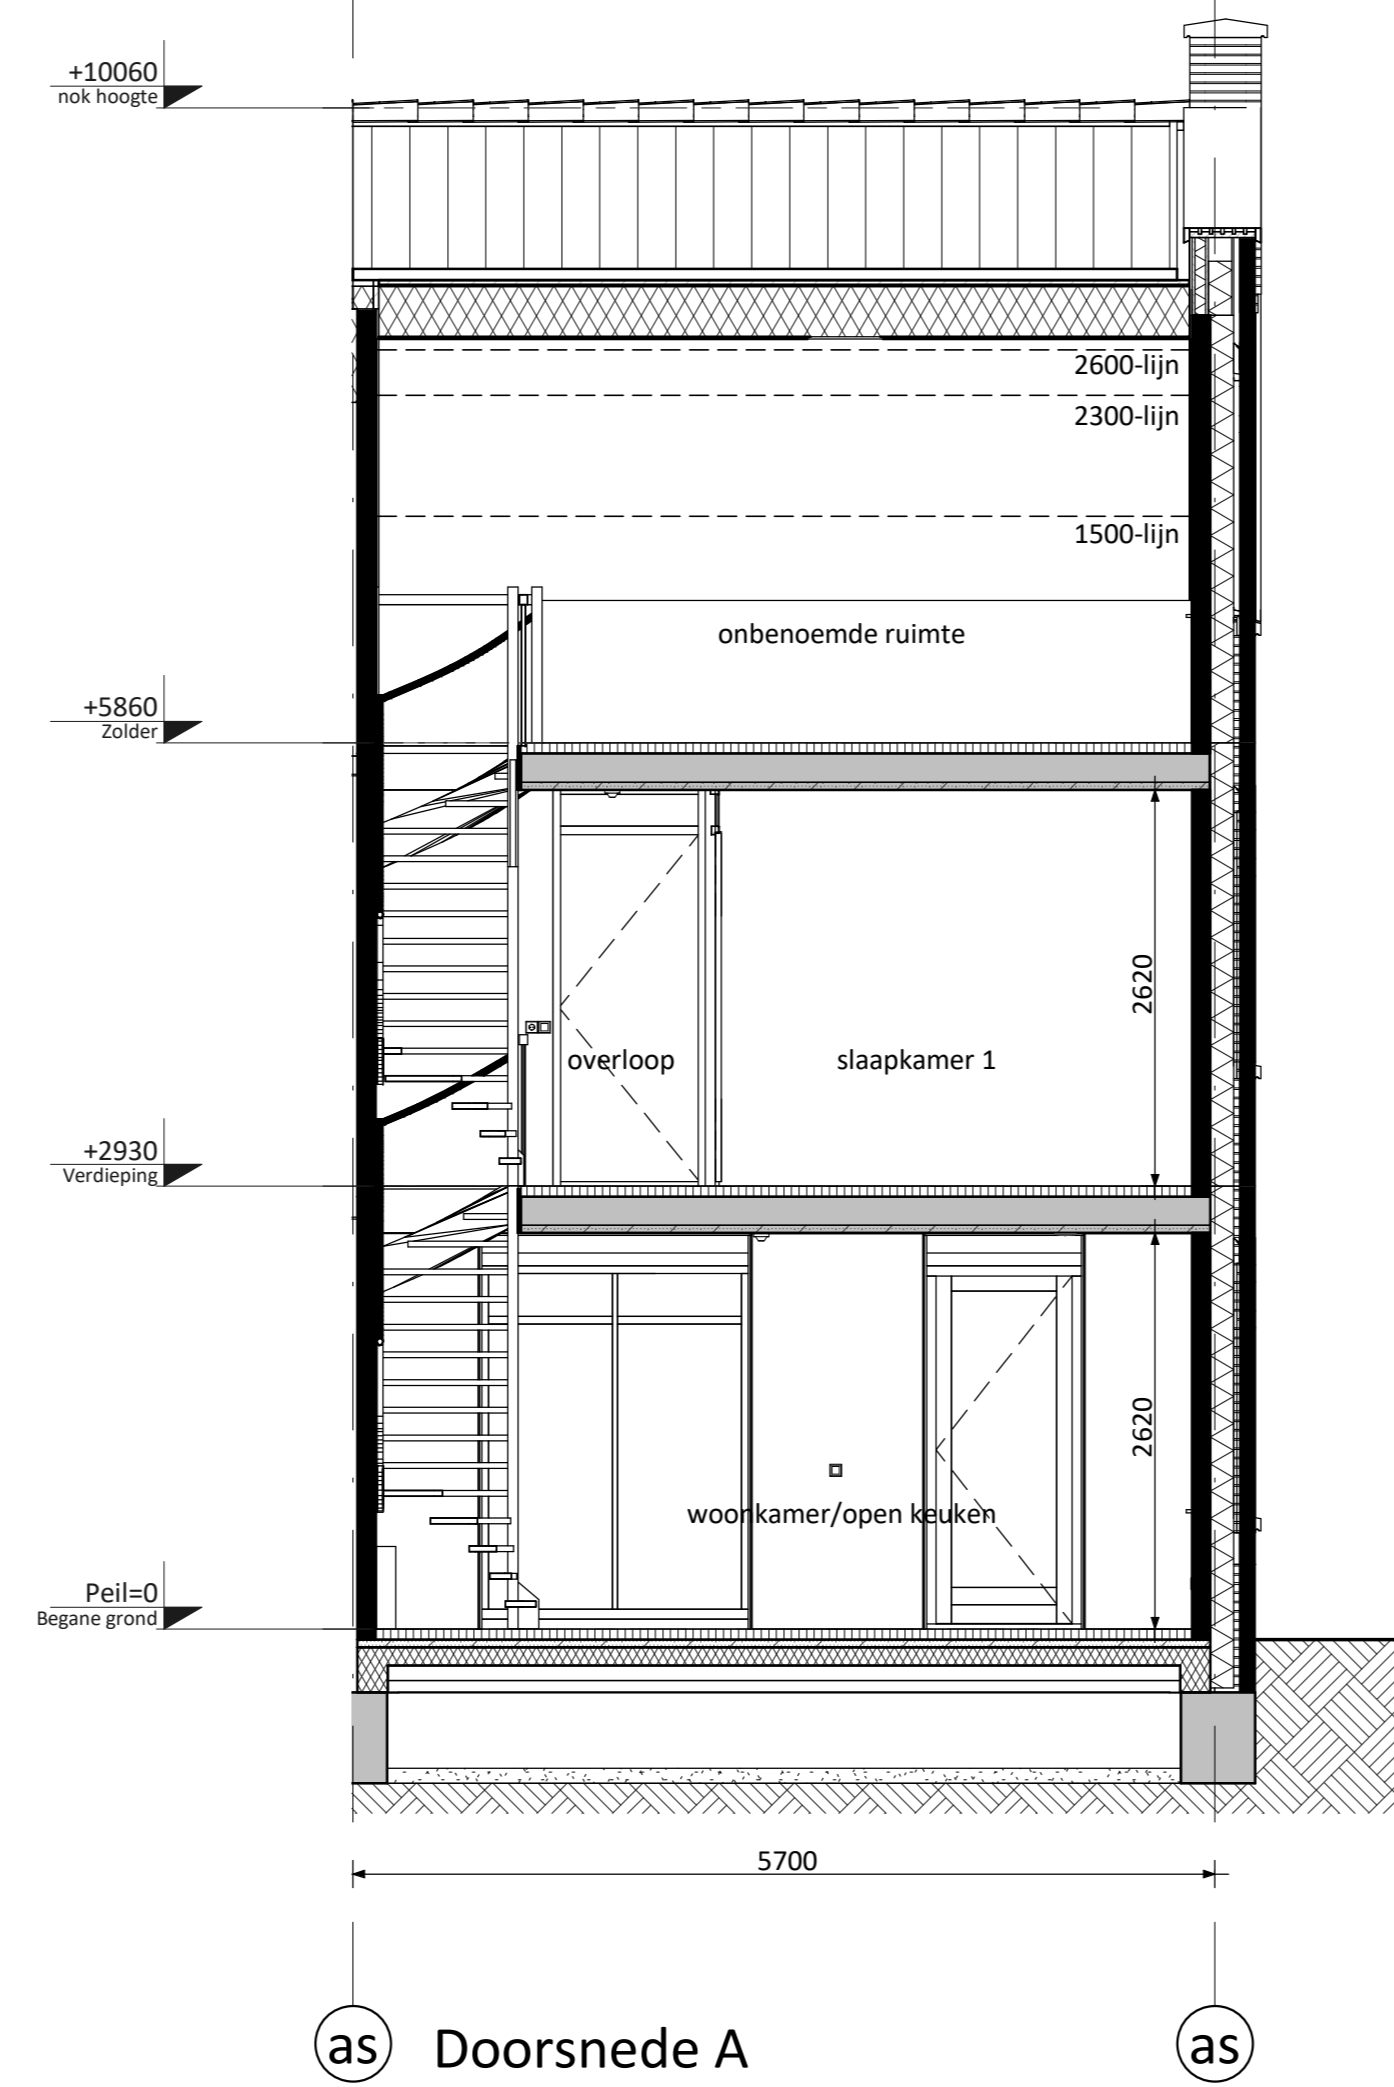 +10060
nok hoogte
2600-lijn
2300-lijn
1500-lijn
onbenoemde ruimte
+5860
Zolder
2620
overloop
slaapkamer 1
+2930
Verdieping
2620
woonkamer/open keuken
Peil=0
Begane grond
5700
as
Doorsnede A
as